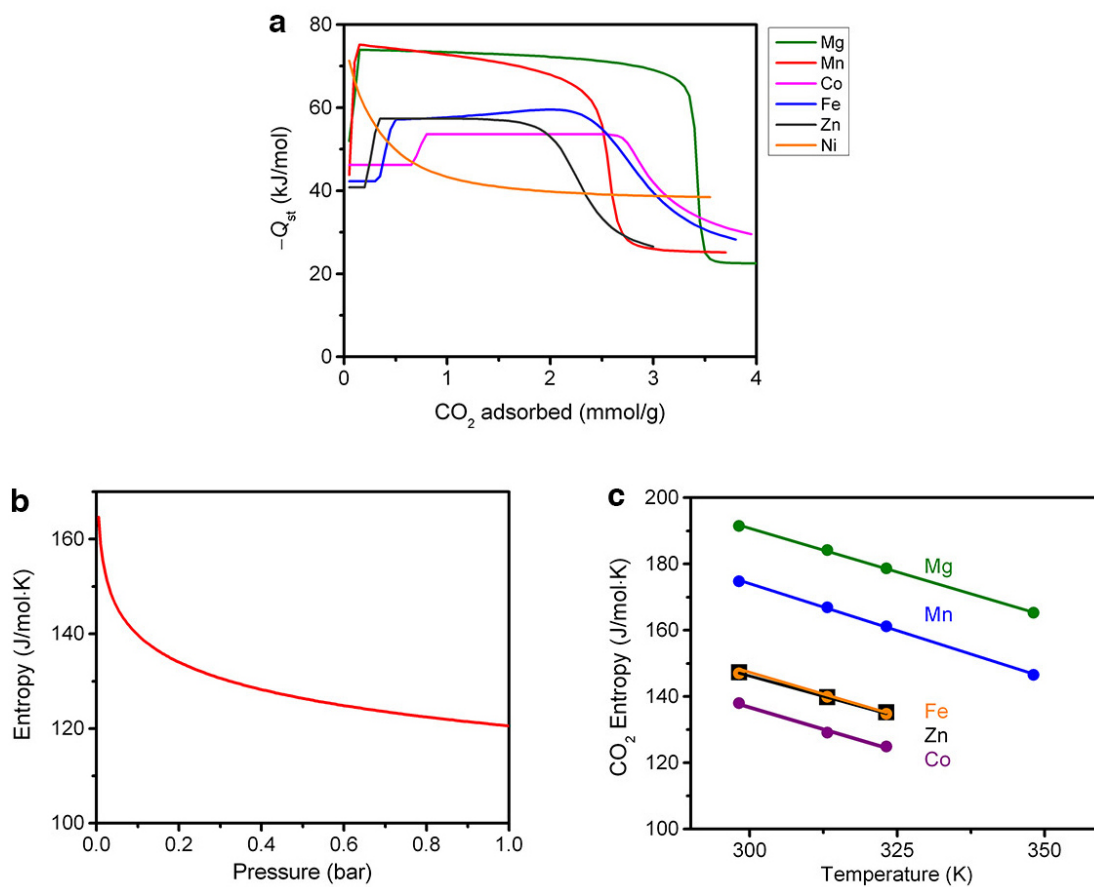 a
80
60
40
20
0
–Qst (kJ/mol)
0 1 2 3 4
CO2 adsorbed (mmol/g)
Mg
Mn
Co
Fe
Zn
Ni
b
160
140
120
100
Entropy (J/mol·K)
0.0 0.2 0.4 0.6 0.8 1.0
Pressure (bar)
c
200
180
160
140
120
100
CO2 Entropy (J/mol·K)
Mg
Mn
Fe
Zn
Co
300 325 350
Temperature (K)